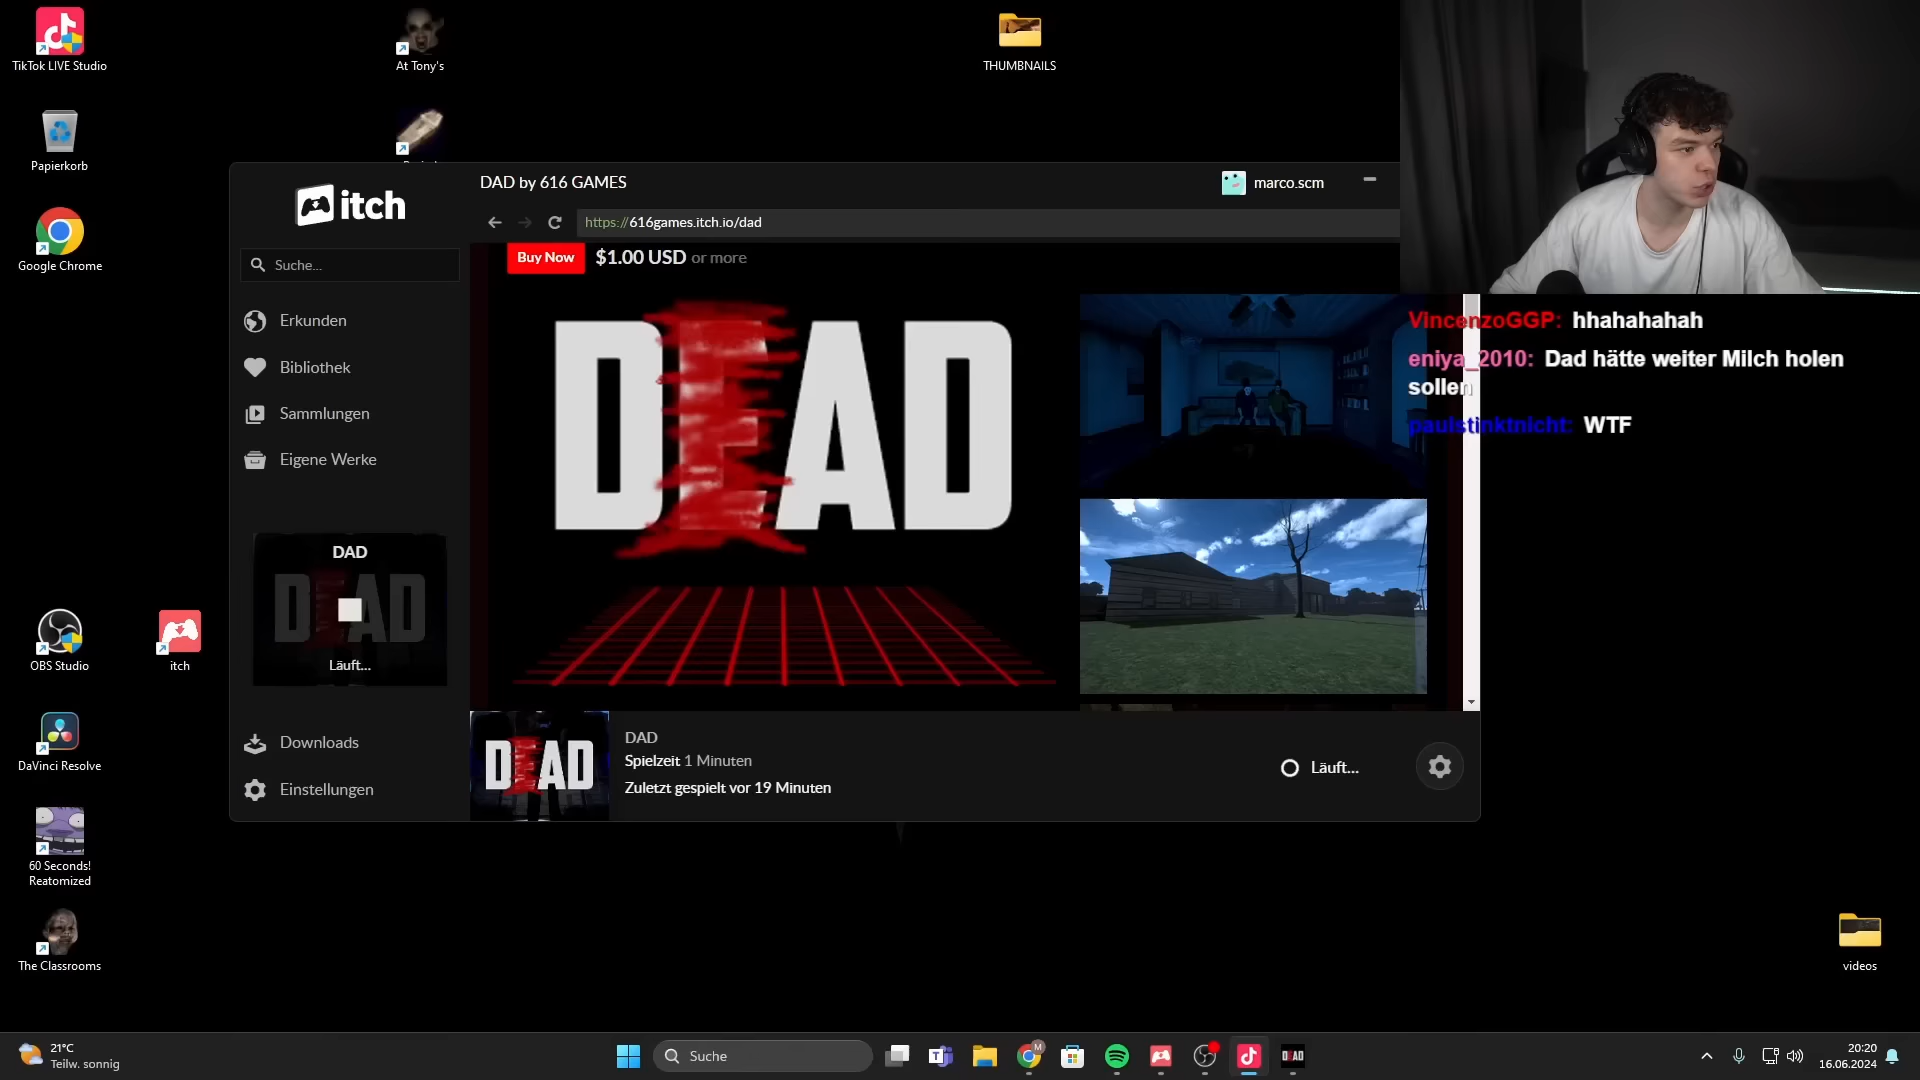 TikTok LIVE Studio
At Tony's
THUMBNAILS
Papierkorb
Google Chrome
itch
DAD by 616 GAMES
marco.scm
https://616games.itch.io/dad
Suche...
Buy Now
$1.00 USD or more
Erkunden
Bibliothek
Sammlungen
Eigene Werke
DEAD
VincenzoGGP: hhahahahah
eniya_2010: Dad hätte weiter Milch holen
sollen
paulstinktnicht: WTF
DAD
DEAD
Läuft...
OBS Studio
itch
Downloads
Einstellungen
DEAD
DAD
Spielzeit 1 Minuten
Zuletzt gespielt vor 19 Minuten
Läuft...
DaVinci Resolve
60 Seconds!
Reatomized
The Classrooms
videos
21°C
Teilw. sonnig
Suche
M
DEAD
20:20
16.06.2024